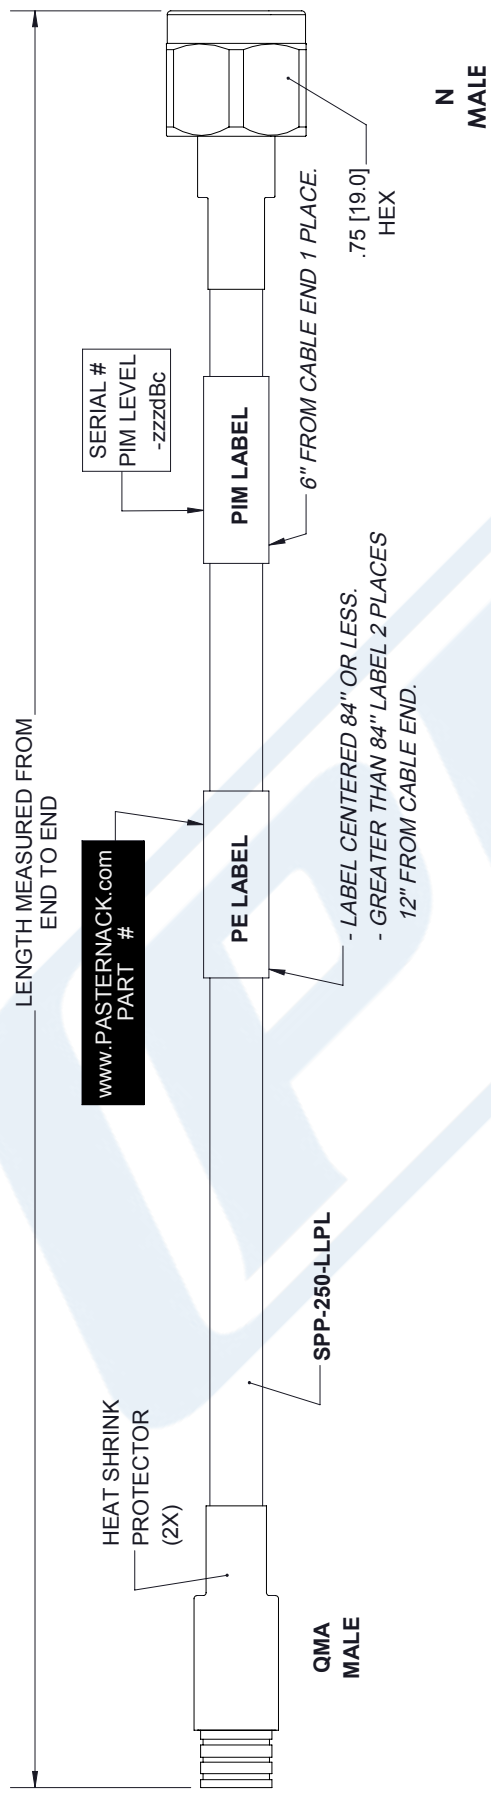 LENGTH MEASURED FROM
END TO END
HEAT SHRINK
PROTECTOR
(2X)
www.PASTERNACK.com
PART #
SERIAL #
PIM LEVEL
-zzzdBc
PE LABEL
PIM LABEL
SPP-250-LLPL
- LABEL CENTERED 84" OR LESS.
- GREATER THAN 84" LABEL 2 PLACES
12" FROM CABLE END.
6" FROM CABLE END 1 PLACE.
.75 [19.0]
HEX
QMA
MALE
N
MALE